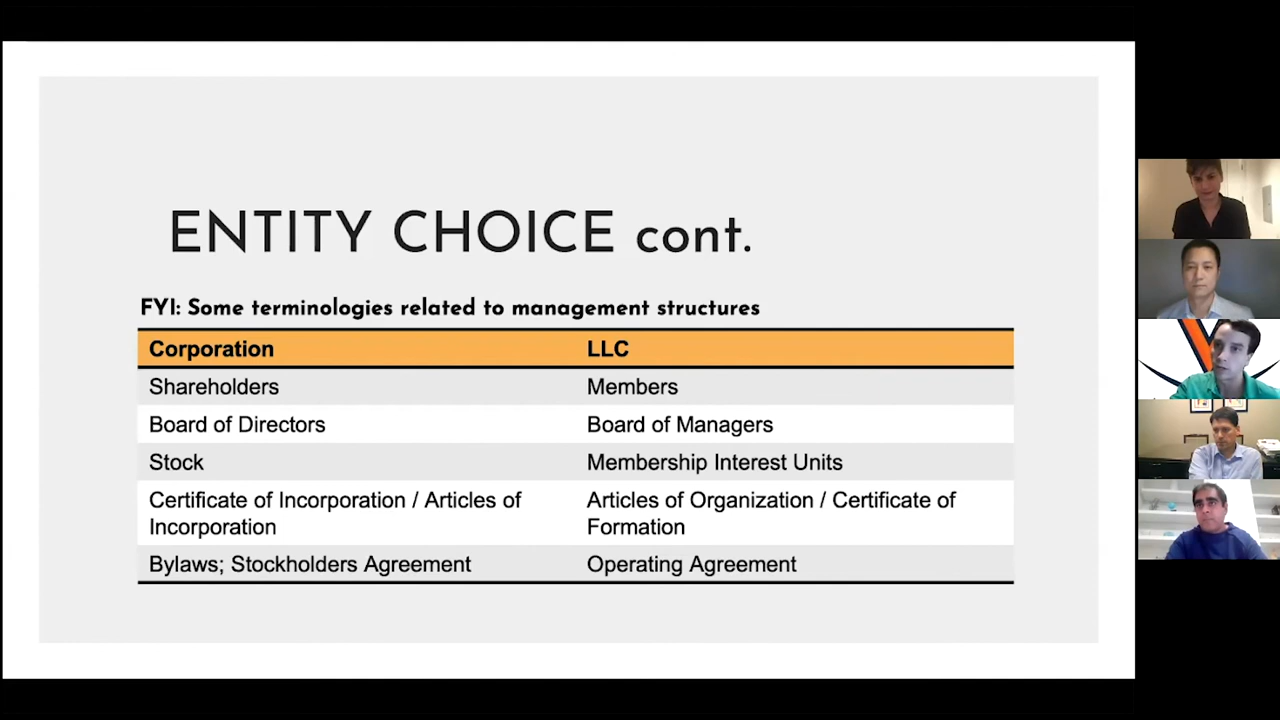 ENTITY CHOICE cont.
FYI: Some terminologies related to management structures
Corporation LLC
Shareholders Members
Board of Directors Board of Managers
Stock Membership Interest Units
Certificate of Incorporation / Articles of Articles of Organization / Certificate of
Incorporation Formation
Bylaws; Stockholders Agreement Operating Agreement